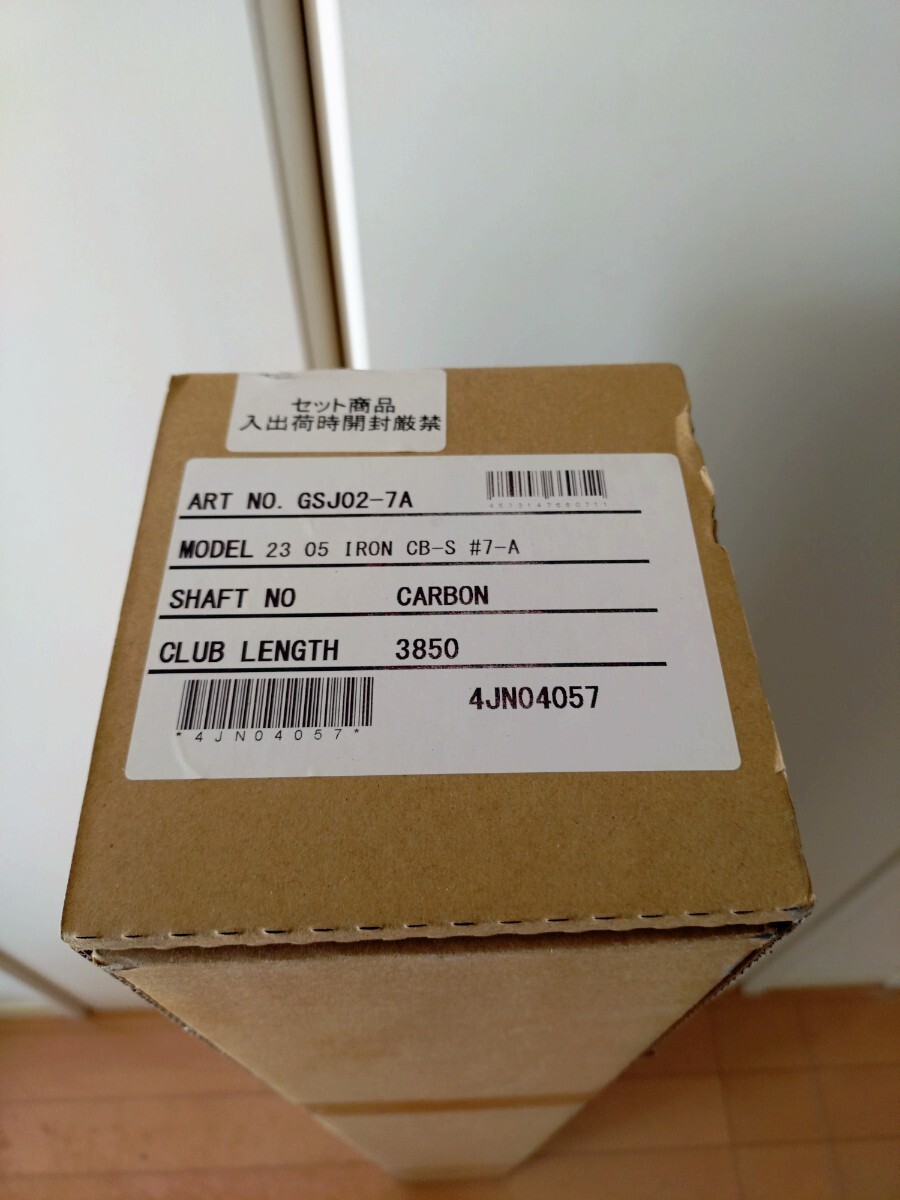 セット商品
入出荷時開封厳禁
ART NO. GSJ02-7A
MODEL 23 05 IRON CB-S #7-A
SHAFT NO CARBON
CLUB LENGTH 3850
4JN04057
*4JN04057*